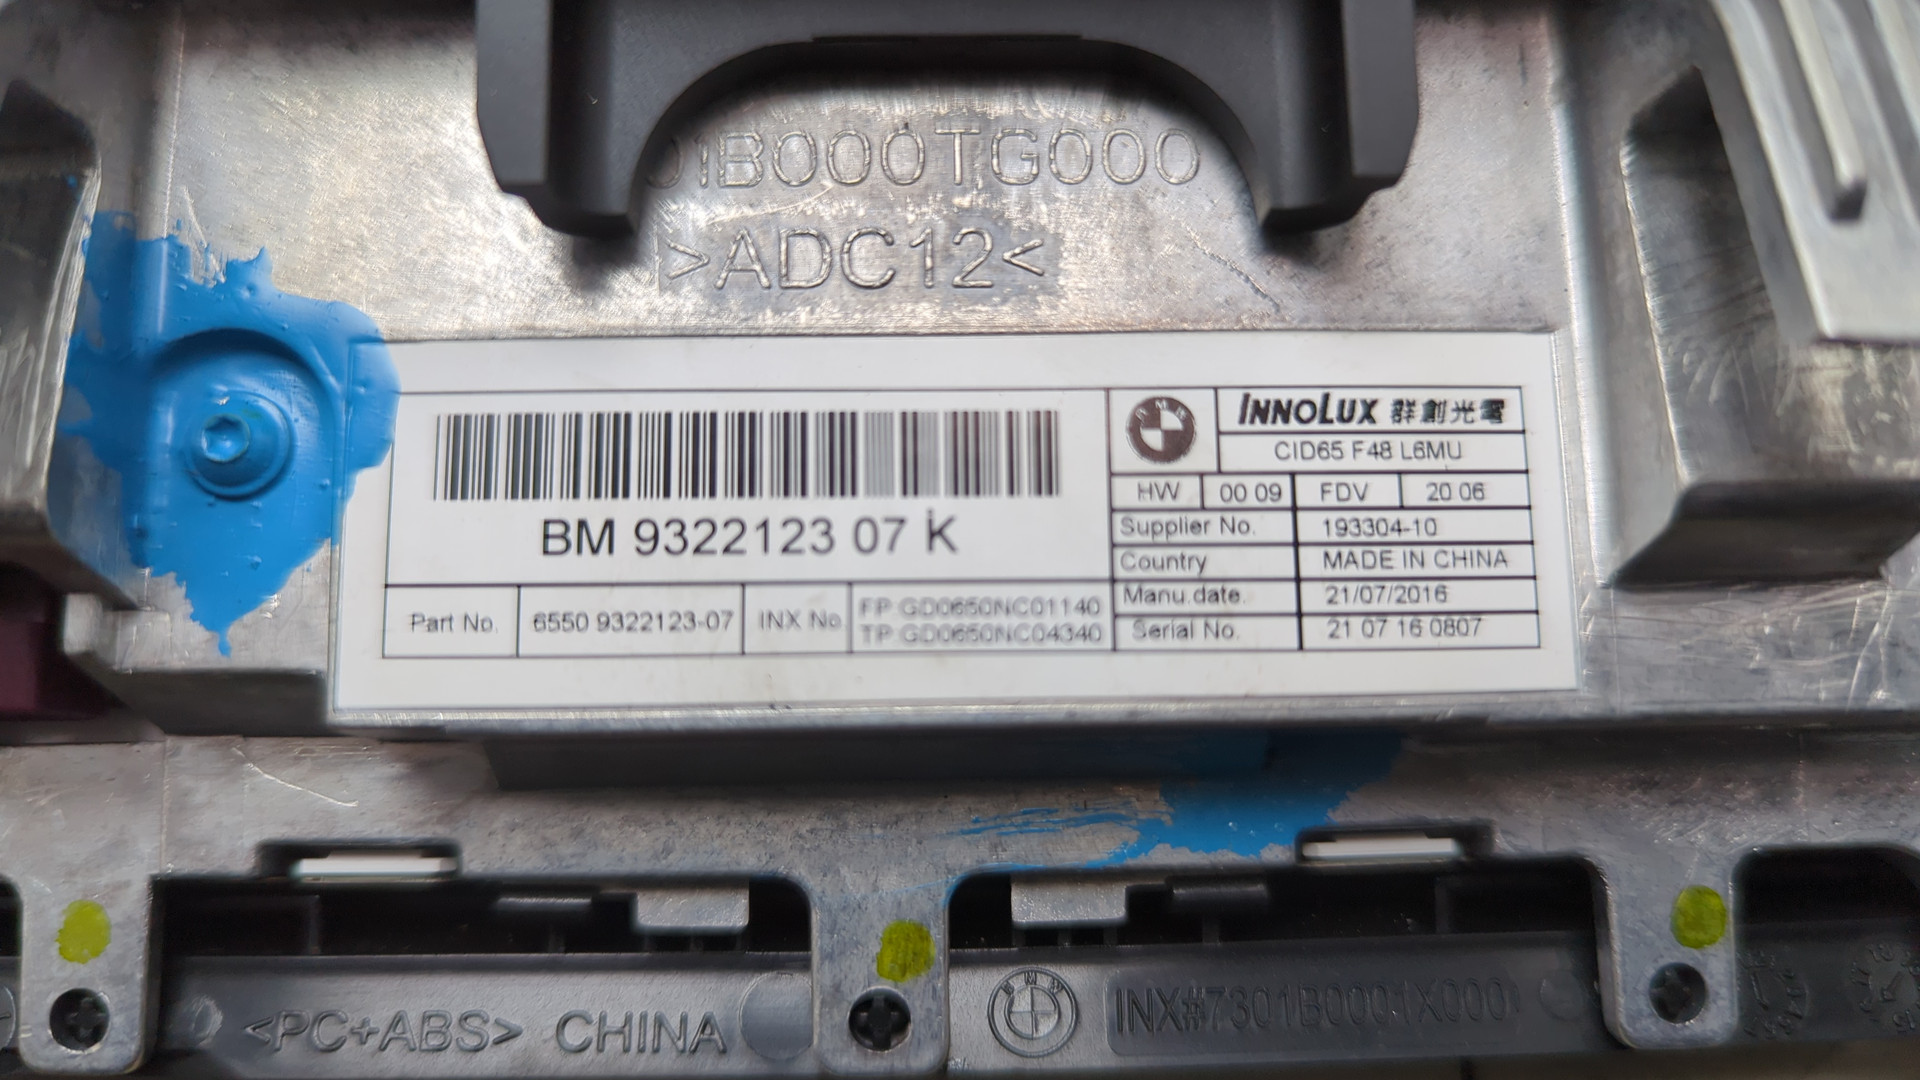 01B000TG000
>ADC12<
BM 9322123 07 K
Part No. 6550 9322123-07 INX No. FP GD0650NC01140
TP GD0650NC04340
BMW INNOLUX 群創光電
CID65 F48 L6MU
HW 00 09 FDV 20 06
Supplier No. 193304-10
Country MADE IN CHINA
Manu.date. 21/07/2016
Serial No. 21 07 16 0807
<PC+ABS> CHINA
BMW INX#7301B0001X000